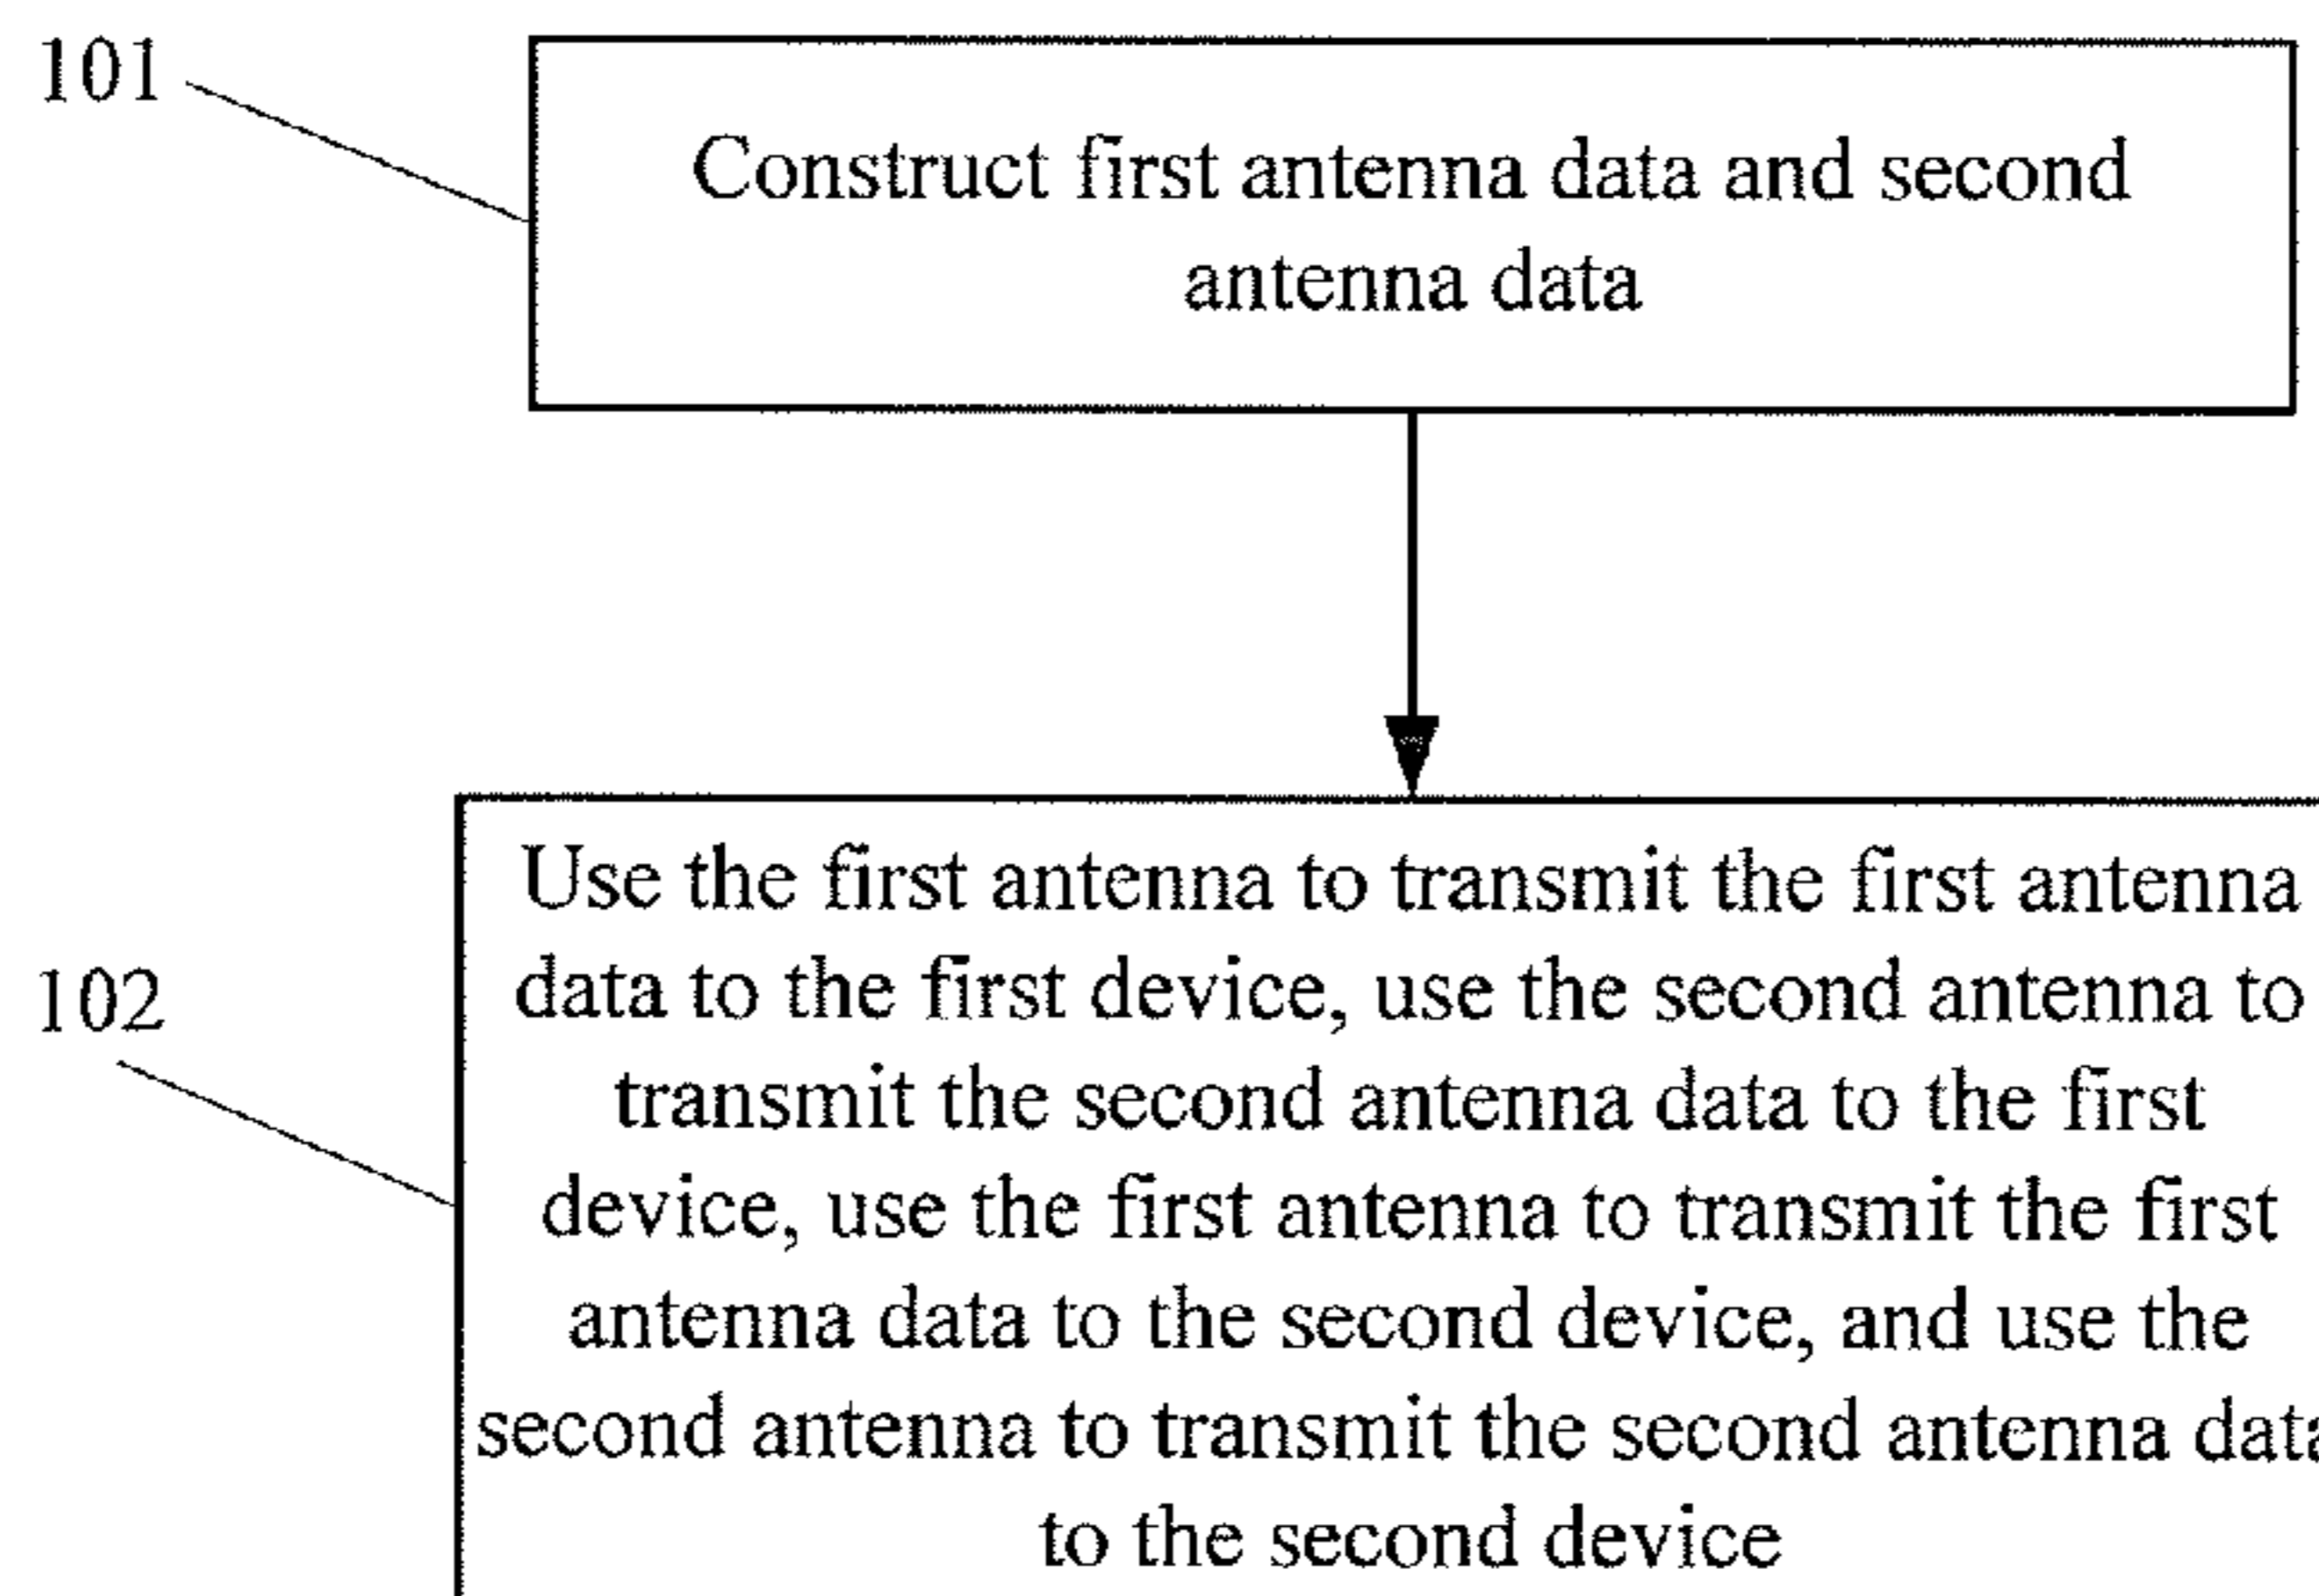 101
Construct first antenna data and second
antenna data
Use the first antenna to transmit the first antenna
data to the first device, use the second antenna to
102
transmit the second antenna data to the first
device, use the first antenna to transmit the first
antenna data to the second device, and use the
second antenna to transmit the second antenna data
to the second device